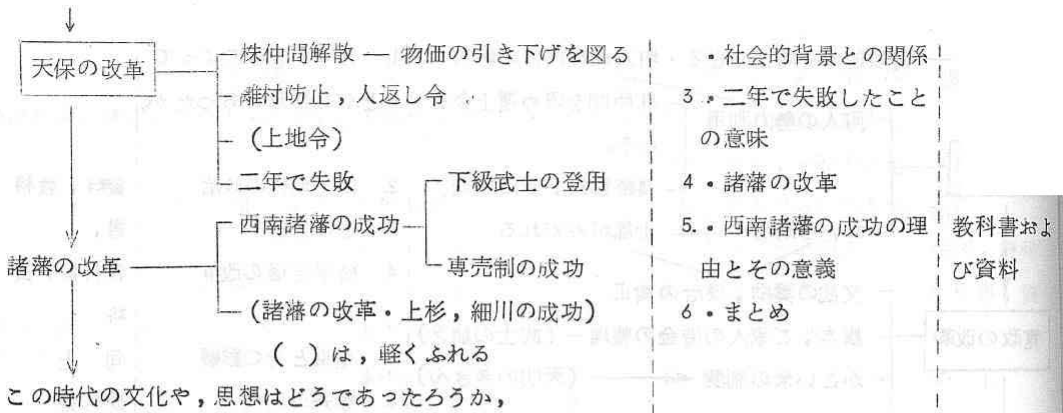 天保の改革
株仲間解散 ― 物価の引き下げを図る
離村防止，人返し令
(上地令)
二年で失敗
諸藩の改革
西南諸藩の成功
下級武士の登用
専売制の成功
(諸藩の改革・上杉，細川の成功)
(　)は，軽くふれる
この時代の文化や，思想はどうであったろうか，
・社会的背景との関係
3・二年で失敗したこと
の意味
4・諸藩の改革
5.・西南諸藩の成功の理
由とその意義
6・まとめ
教科書およ
び資料